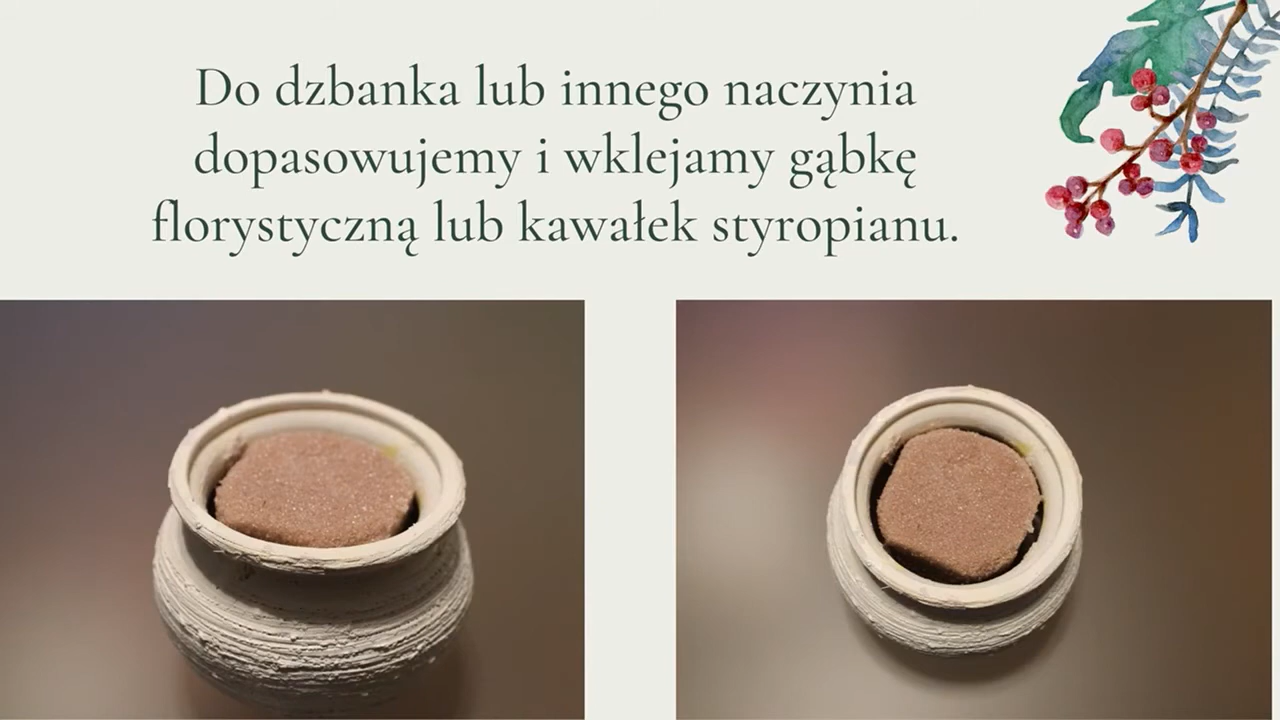 Do dzbanka lub innego naczynia
dopasowujemy i wklejamy gąbkę
florystyczną lub kawałek styropianu.